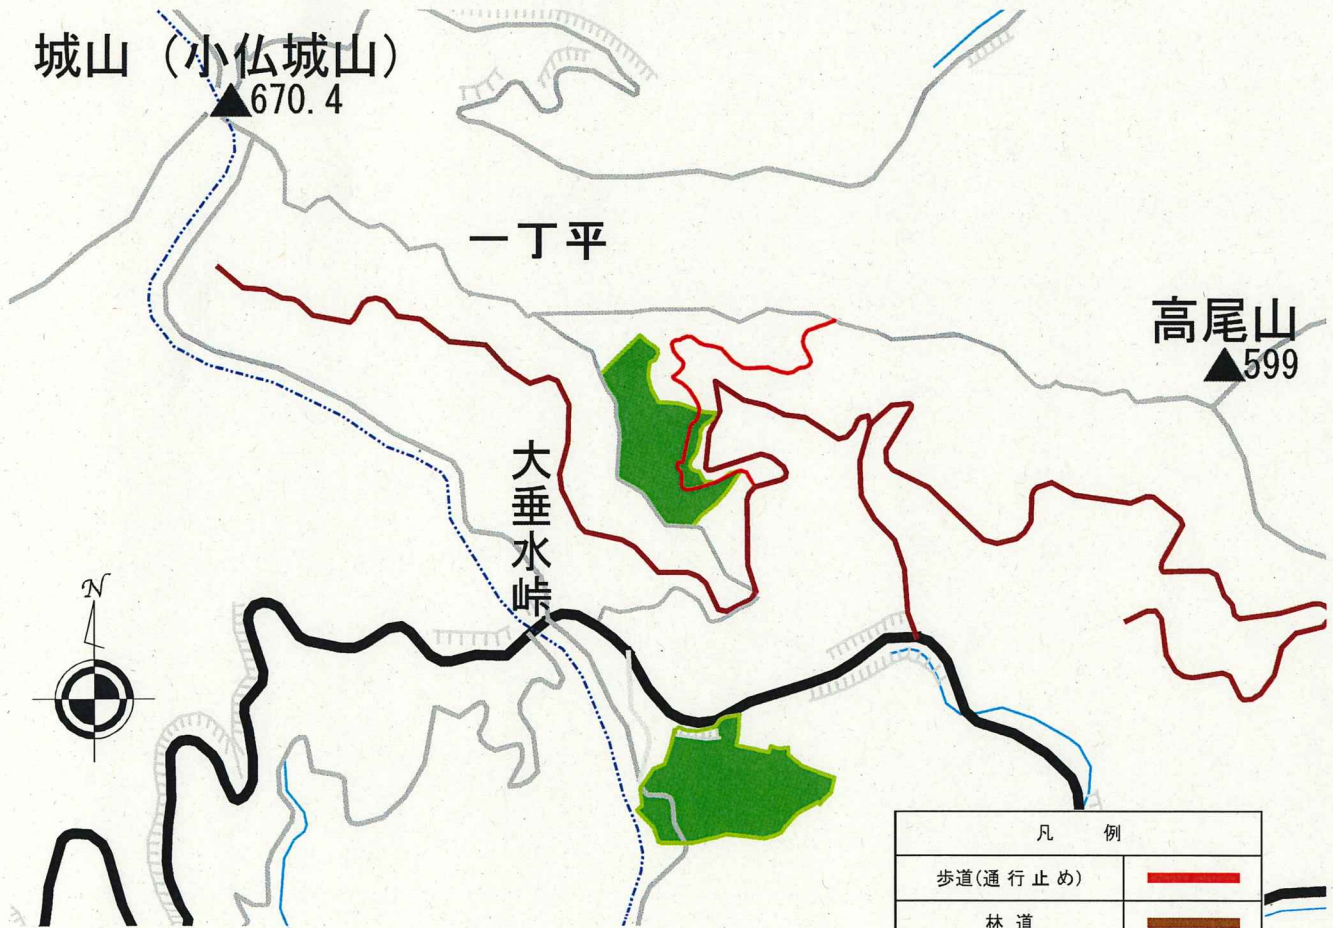 城山（小仏城山）
▲670.4
一丁平
高尾山
▲599
大垂水峠
N
凡 例
歩道(通行止め)
林道